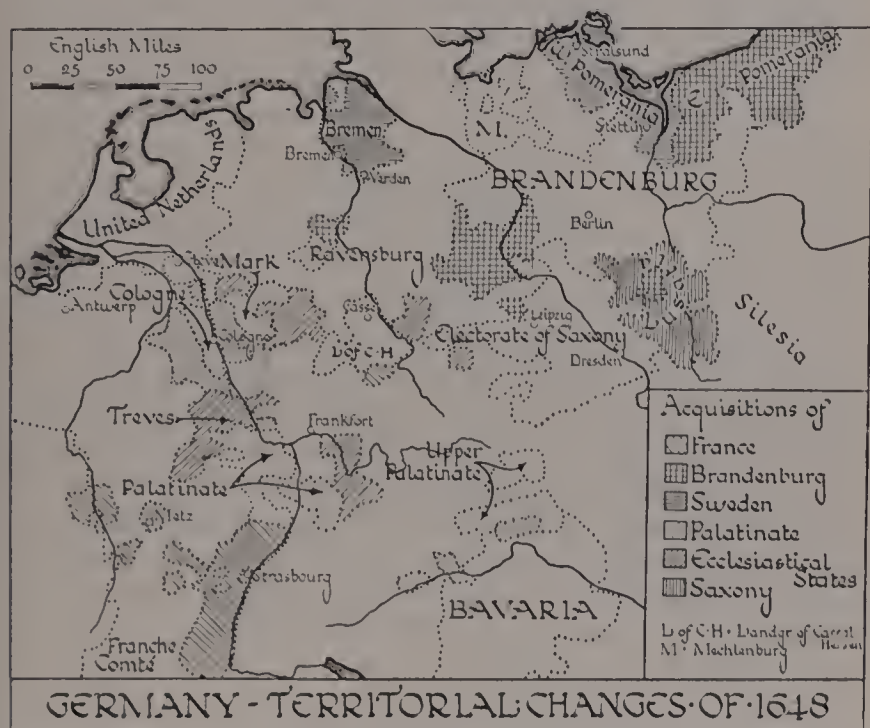 English Miles
0 25 50 75 100
Stralsund
W. Pomerania
Pomerania
E
Stettin
M.
Bremen
Bremen
Verden
BRANDENBURG
United Netherlands
Berlin
Ravensburg
Mark
Cologne
Antwerp
Cologne
L of C·H
Leipzig
Electorate of Saxony
Dresden
Silesia
Treves
Frankfort
Upper
Palatinate
Palatinate
Metz
Strasbourg
BAVARIA
Franche
Comté
Acquisitions of
France
Brandenburg
Sweden
Palatinate
Ecclesiastical
States
Saxony
L of C·H · Landgr of Cassel
M · Mecklenburg
GERMANY - TERRITORIAL CHANGES·OF·1648